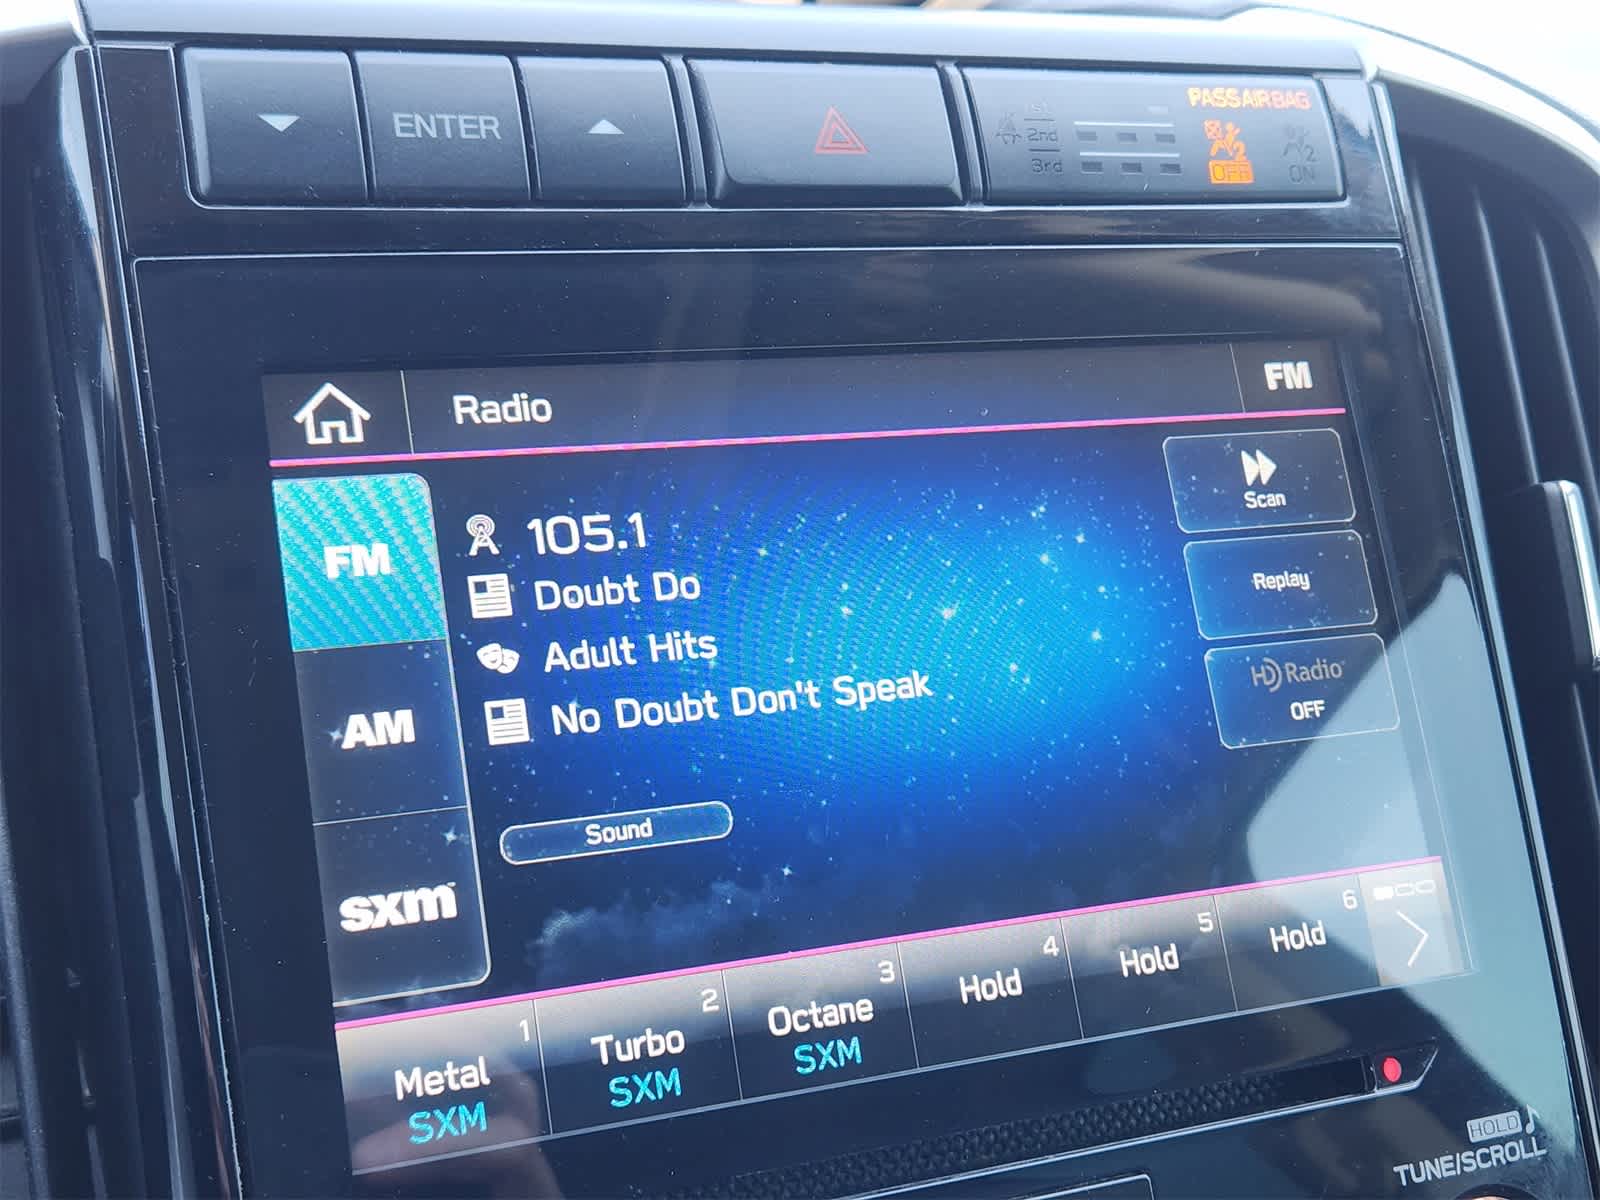 ENTER
PASS AIR BAG
1st
2nd
3rd
2
OFF
2
ON
Radio
FM
FM
105.1
Doubt Do
Adult Hits
No Doubt Don't Speak
Scan
Replay
HD Radio
OFF
AM
Sound
sxm
1
Metal
SXM
2
Turbo
SXM
3
Octane
SXM
4
Hold
5
Hold
6
Hold
HOLD
TUNE/SCROLL